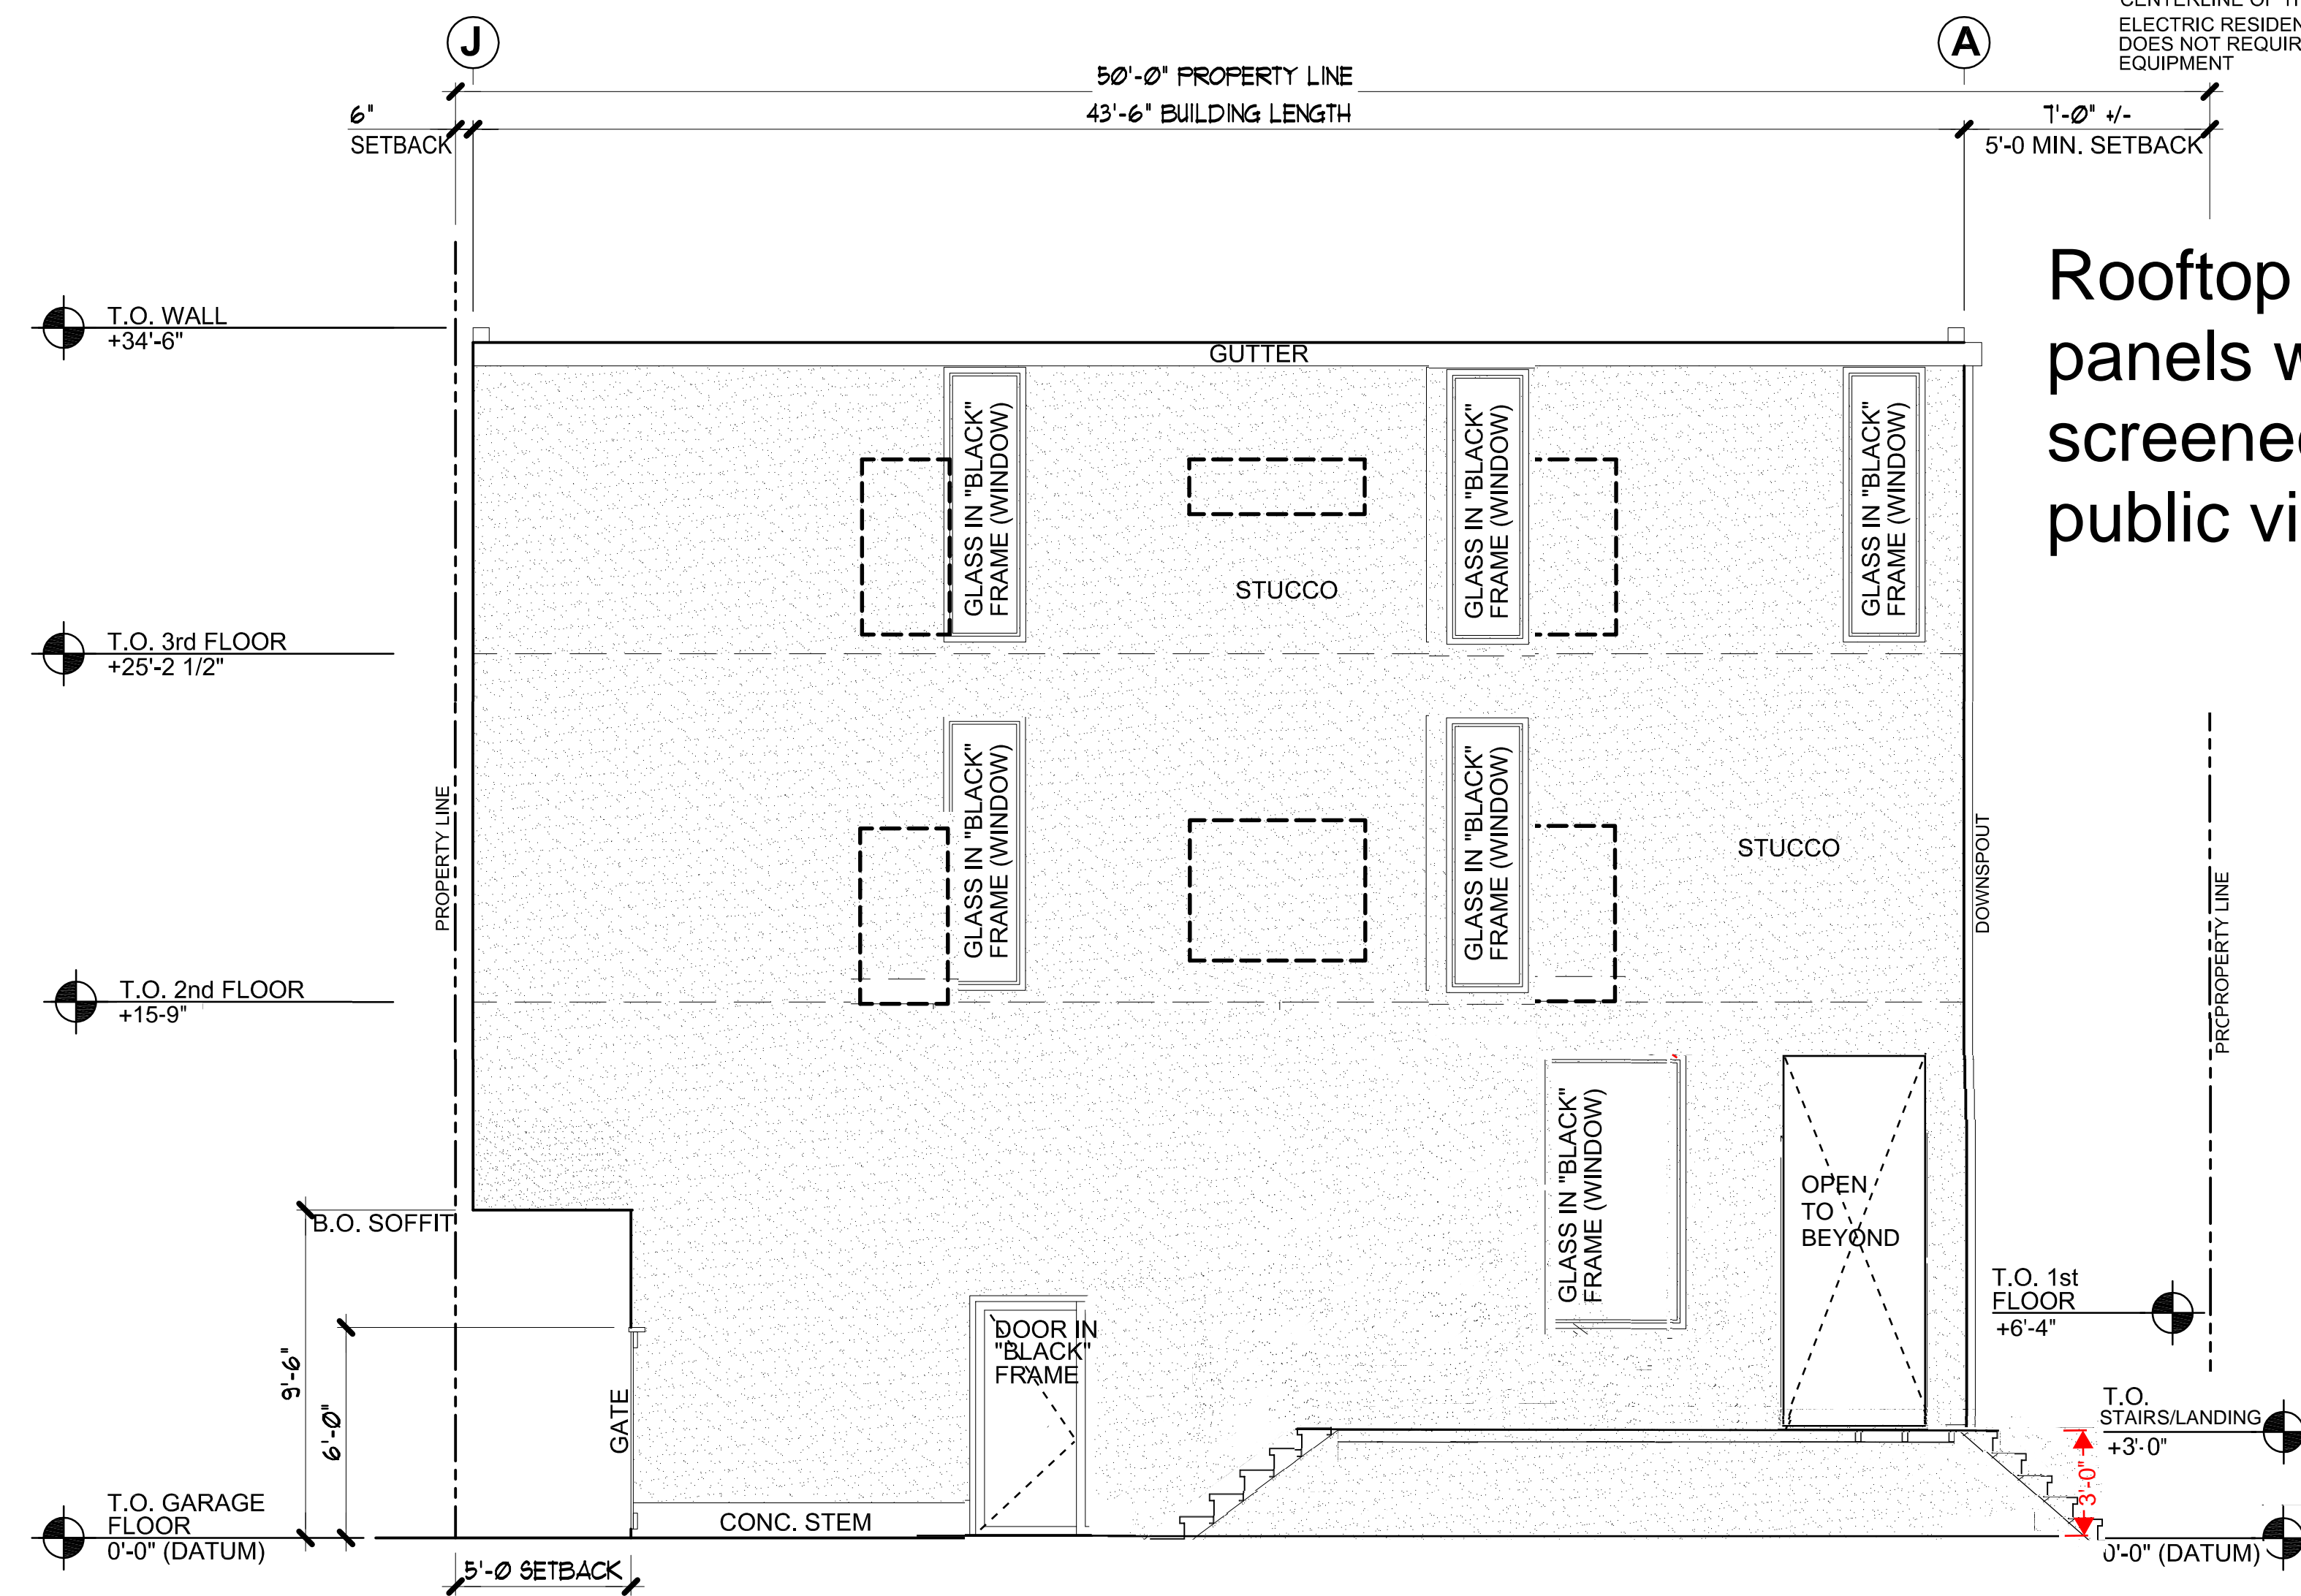 CENTERLINE OF
ELECTRIC RESIDEN
DOES NOT REQUIR
EQUIPMENT
J
A
50'-0" PROPERTY LINE
6"
43'-6" BUILDING LENGTH
7'-0" +/-
SETBACK
5'-0 MIN. SETBACK
Rooftop
panels w
screened
public vi
T.O. WALL
+34'-6"
GUTTER
GLASS IN "BLACK"
FRAME (WINDOW)
GLASS IN "BLACK"
FRAME (WINDOW)
GLASS IN "BLACK"
FRAME (WINDOW)
STUCCO
T.O. 3rd FLOOR
+25'-2 1/2"
PROPERTY LINE
GLASS IN "BLACK"
FRAME (WINDOW)
GLASS IN "BLACK"
FRAME (WINDOW)
STUCCO
DOWNSPOUT
PRCPROPERTY LINE
T.O. 2nd FLOOR
+15-9"
GLASS IN "BLACK"
FRAME (WINDOW)
OPEN
TO
BEYOND
B.O. SOFFIT
T.O. 1st
FLOOR
+6'-4"
9'-6"
6'-0"
GATE
DOOR IN
"BLACK"
FRAME
T.O.
STAIRS/LANDING
+3'-0"
3'-0"
T.O. GARAGE
FLOOR
0'-0" (DATUM)
CONC. STEM
0'-0" (DATUM)
5'-0 SETBACK